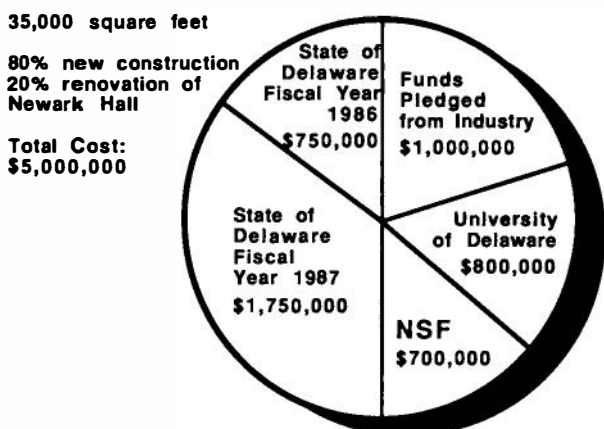 35,000 square feet
80% new construction
20% renovation of
Newark Hall
Total Cost:
$5,000,000
State of
Delaware
Fiscal Year
1986
$750,000
Funds
Pledged
from Industry
$1,000,000
University
of Delaware
$800,000
NSF
$700,000
State of
Delaware
Fiscal
Year 1987
$1,750,000